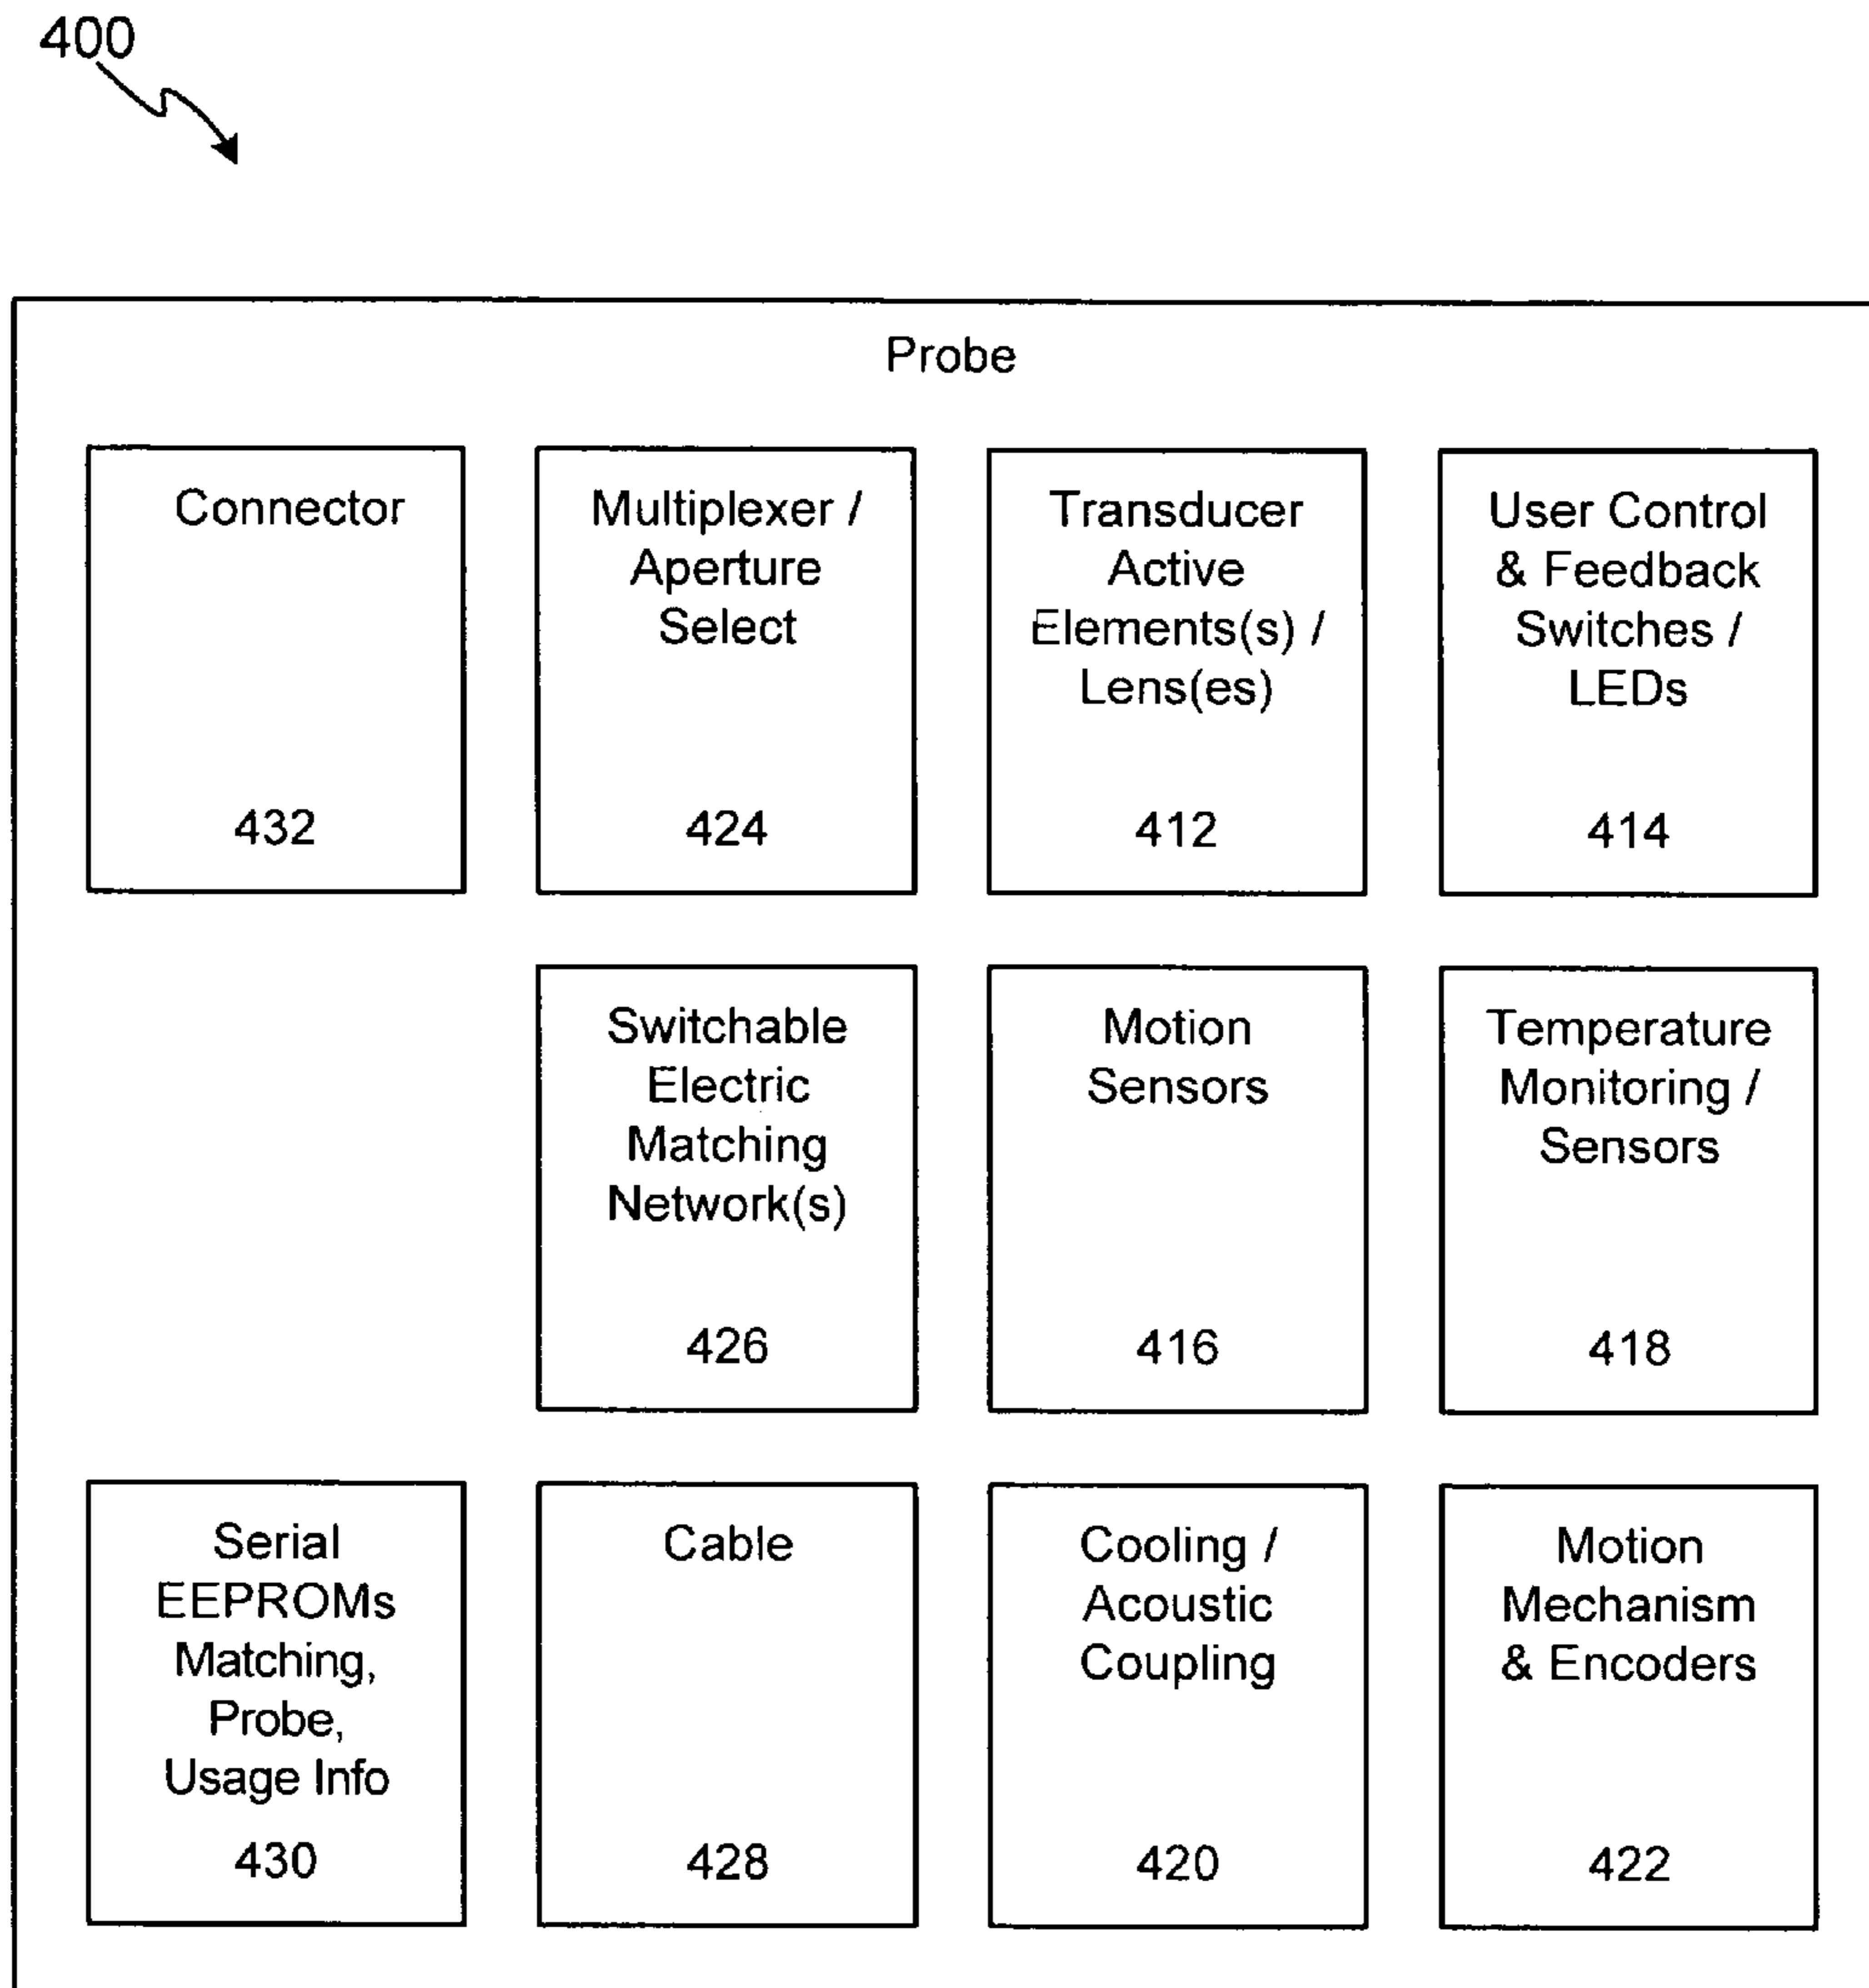 400
Probe
Connector
432
Multiplexer /
Aperture
Select
424
Transducer
Active
Elements(s) /
Lens(es)
412
User Control
& Feedback
Switches /
LEDs
414
Switchable
Electric
Matching
Network(s)
426
Motion
Sensors
416
Temperature
Monitoring /
Sensors
418
Serial
EEPROMs
Matching,
Probe,
Usage Info
430
Cable
428
Cooling /
Acoustic
Coupling
420
Motion
Mechanism
& Encoders
422